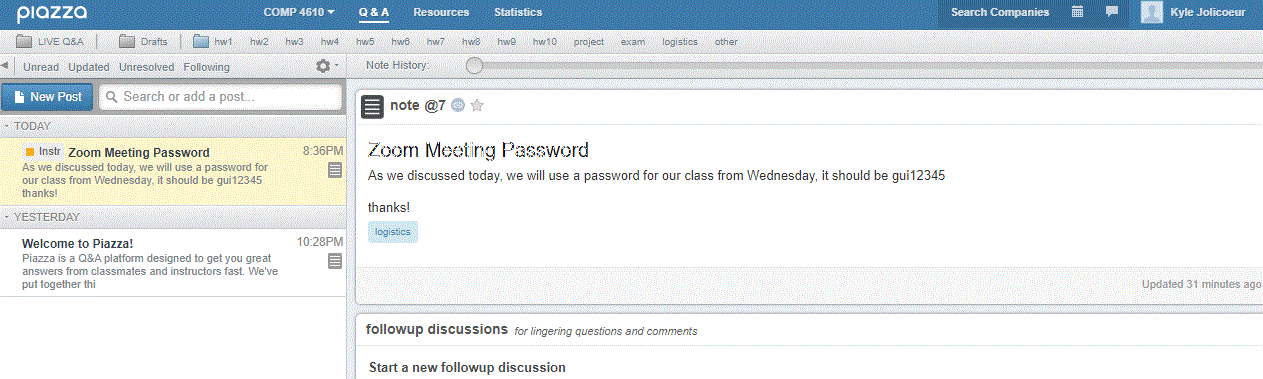 piazza COMP 4610 Q & A Resources Statistics Search Companies Kyle Jolicoeur
LIVE Q&A Drafts hw1 hw2 hw3 hw4 hw5 hw6 hw7 hw8 hw9 hw10 project exam logistics other
Unread Updated Unresolved Following Note History:
New Post Search or add a post...
TODAY
Instr Zoom Meeting Password 8:36PM
As we discussed today, we will use a password for
our class from Wednesday, it should be gui12345
thanks!
YESTERDAY
Welcome to Piazza! 10:28PM
Piazza is a Q&A platform designed to get you great
answers from classmates and instructors fast. We've
put together thi
note @7
Zoom Meeting Password
As we discussed today, we will use a password for our class from Wednesday, it should be gui12345
thanks!
logistics
Updated 31 minutes ago
followup discussions for lingering questions and comments
Start a new followup discussion